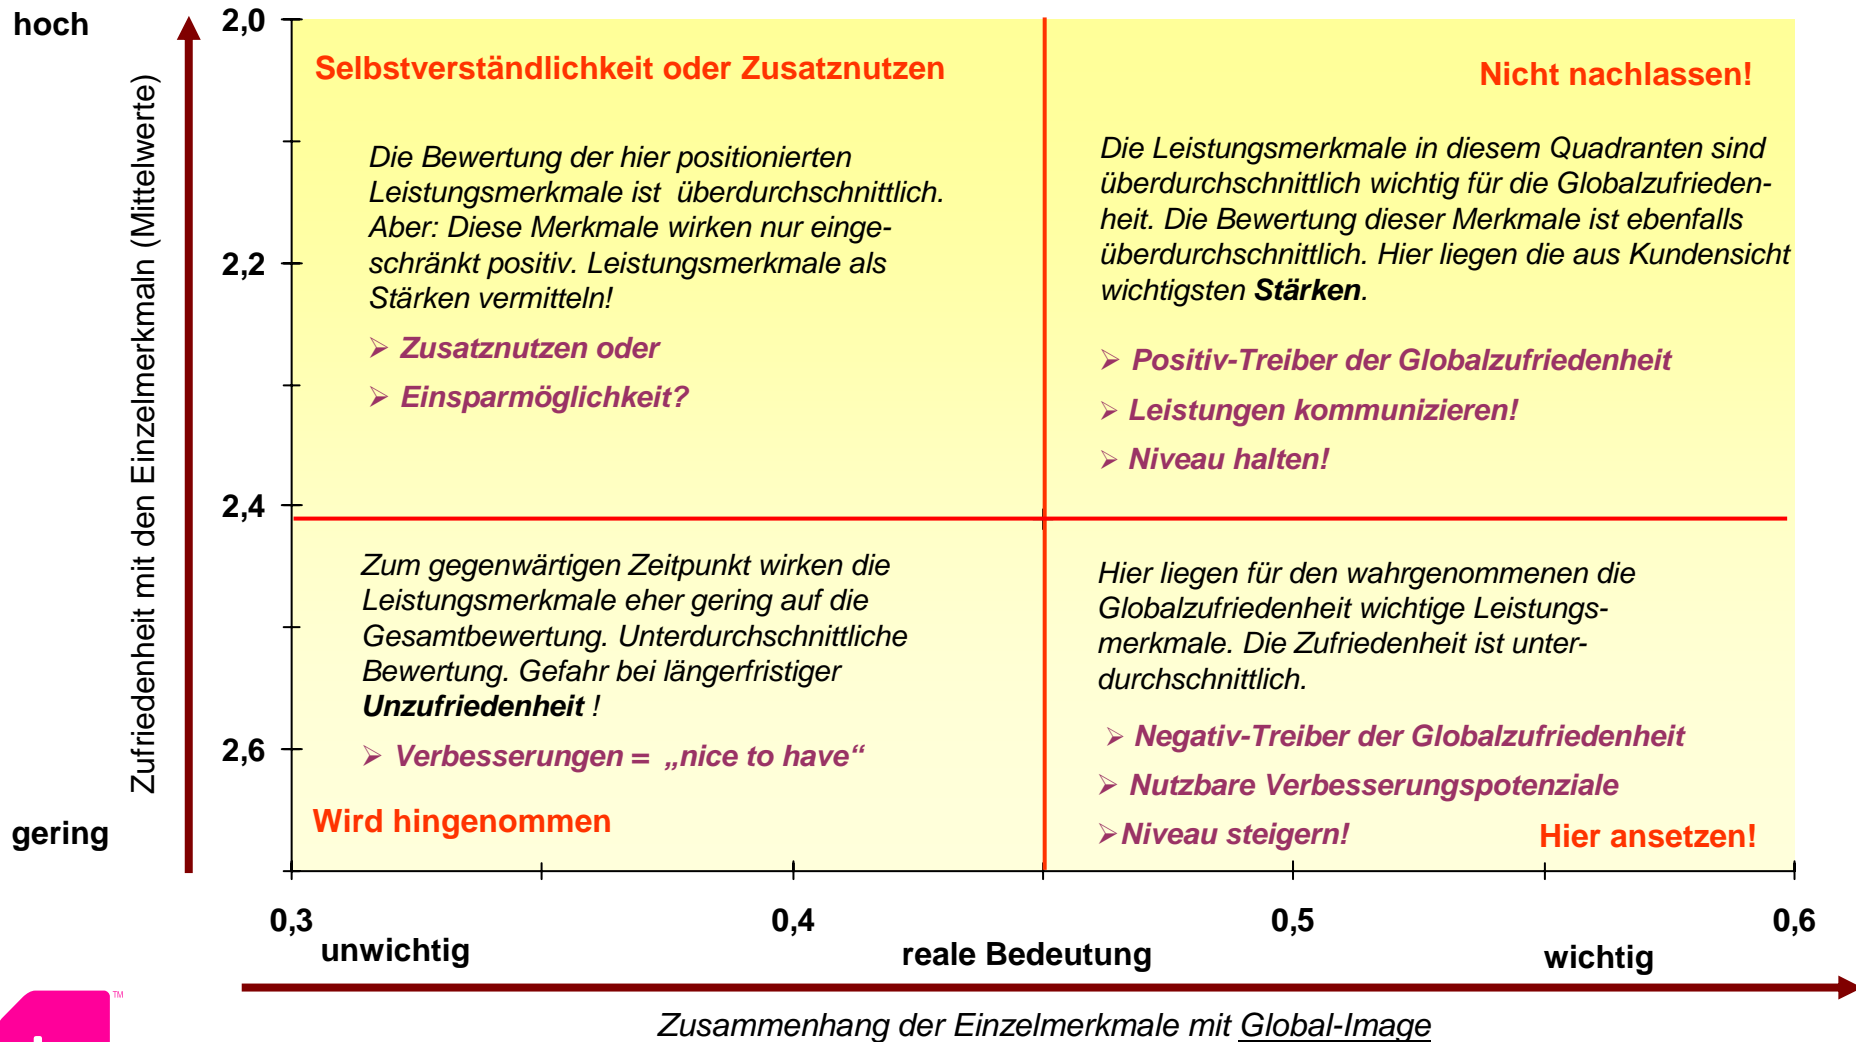 hoch
Zufriedenheit mit den Einzelmerkmaln (Mittelwerte)
gering
2,0
2,2
2,4
2,6
Selbstverständlichkeit oder Zusatznutzen
Die Bewertung der hier positionierten
Leistungsmerkmale ist überdurchschnittlich.
Aber: Diese Merkmale wirken nur einge-
schränkt positiv. Leistungsmerkmale als
Stärken vermitteln!
➢ Zusatznutzen oder
➢ Einsparmöglichkeit?
Nicht nachlassen!
Die Leistungsmerkmale in diesem Quadranten sind
überdurchschnittlich wichtig für die Globalzufrieden-
heit. Die Bewertung dieser Merkmale ist ebenfalls
überdurchschnittlich. Hier liegen die aus Kundensicht
wichtigsten Stärken.
➢ Positiv-Treiber der Globalzufriedenheit
➢ Leistungen kommunizieren!
➢ Niveau halten!
Zum gegenwärtigen Zeitpunkt wirken die
Leistungsmerkmale eher gering auf die
Gesamtbewertung. Unterdurchschnittliche
Bewertung. Gefahr bei längerfristiger
Unzufriedenheit !
➢ Verbesserungen = „nice to have“
Wird hingenommen
Hier liegen für den wahrgenommenen die
Globalzufriedenheit wichtige Leistungs-
merkmale. Die Zufriedenheit ist unter-
durchschnittlich.
➢ Negativ-Treiber der Globalzufriedenheit
➢ Nutzbare Verbesserungspotenziale
➢Niveau steigern!
Hier ansetzen!
0,3
0,4
0,5
0,6
unwichtig
reale Bedeutung
wichtig
TM
Zusammenhang der Einzelmerkmale mit Global-Image